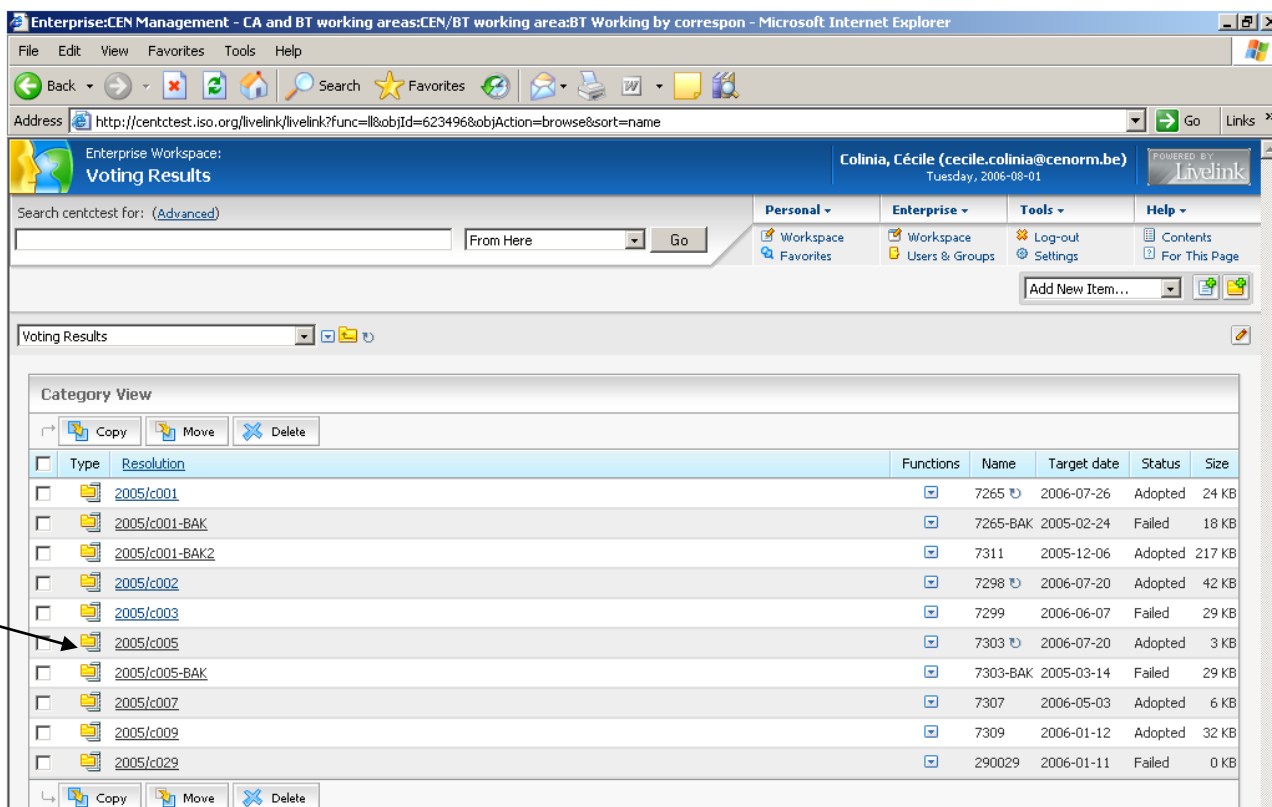 Enterprise:CEN Management - CA and BT working areas:CEN/BT working area:BT Working by correspon - Microsoft Internet Explorer
File Edit View Favorites Tools Help
Back Search Favorites
Address http://centctest.iso.org/livelink/livelink?func=ll&objId=623496&objAction=browse&sort=name Go Links
Enterprise Workspace:
Voting Results
Colinia, Cécile (cecile.colinia@cenorm.be)
Tuesday, 2006-08-01
POWERED BY
Livelink
Search centctest for: (Advanced)
From Here Go
Personal Enterprise Tools Help
Workspace Workspace Log-out Contents
Favorites Users & Groups Settings For This Page
Add New Item...
Voting Results
Category View
Copy Move Delete
Type Resolution Functions Name Target date Status Size
2005/c001 7265 2006-07-26 Adopted 24 KB
2005/c001-BAK 7265-BAK 2005-02-24 Failed 18 KB
2005/c001-BAK2 7311 2005-12-06 Adopted 217 KB
2005/c002 7298 2006-07-20 Adopted 42 KB
2005/c003 7299 2006-06-07 Failed 29 KB
2005/c005 7303 2006-07-20 Adopted 3 KB
2005/c005-BAK 7303-BAK 2005-03-14 Failed 29 KB
2005/c007 7307 2006-05-03 Adopted 6 KB
2005/c009 7309 2006-01-12 Adopted 32 KB
2005/c029 290029 2006-01-11 Failed 0 KB
Copy Move Delete